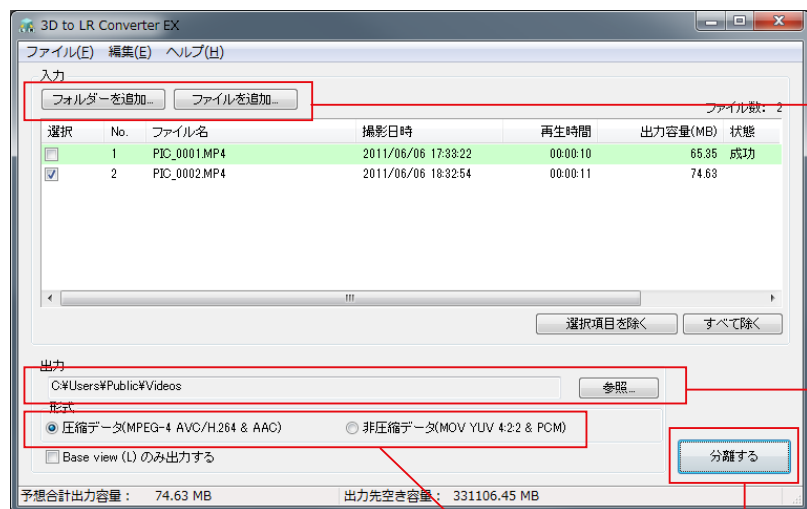 3D to LR Converter EX
ファイル(F) 編集(E) ヘルプ(H)
入力
フォルダーを追加... ファイルを追加...
ファイル数: 2
選択 No. ファイル名 撮影日時 再生時間 出力容量(MB) 状態
1 PIC_0001.MP4 2011/06/06 17:33:22 00:00:10 65.35 成功
2 PIC_0002.MP4 2011/06/06 18:32:54 00:00:11 74.63
選択項目を除く すべて除く
出力
C:¥Users¥Public¥Videos 参照...
形式
圧縮データ(MPEG-4 AVC/H.264 & AAC) 非圧縮データ(MOV YUV 4:2:2 & PCM)
Base view (L) のみ出力する
分離する
予想合計出力容量: 74.63 MB 出力先空き容量: 331106.45 MB